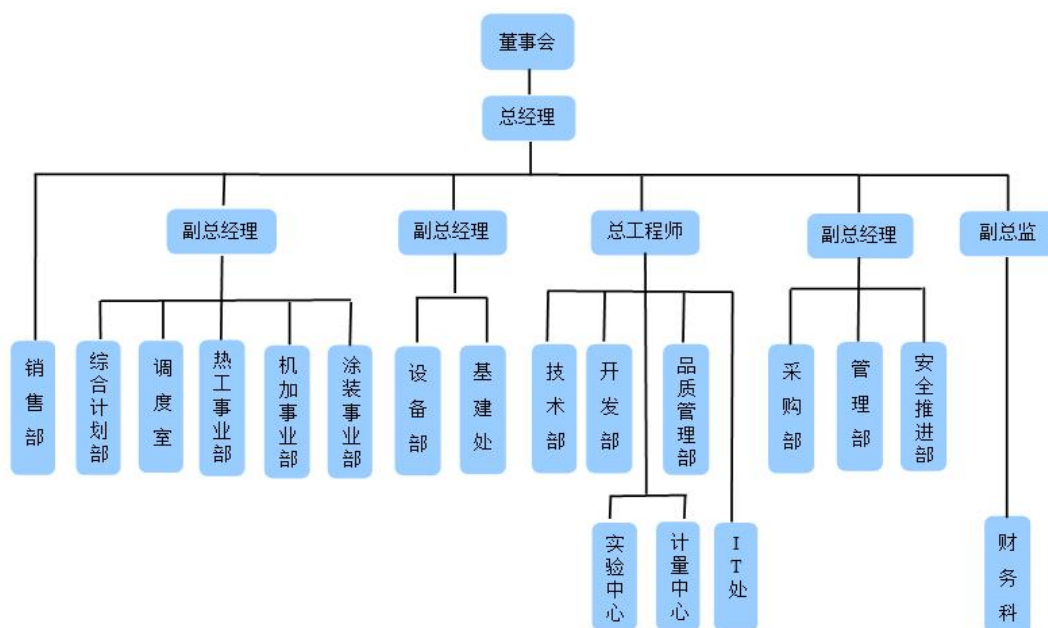 董事会
总经理
副总经理
副总经理
总工程师
副总经理
副总监
销售部
综合计划部
调度室
热工事业部
机加事业部
涂装事业部
设备部
基建处
技术部
开发部
品质管理部
采购部
管理部
安全推进部
实验中心
计量中心
IT处
财务科